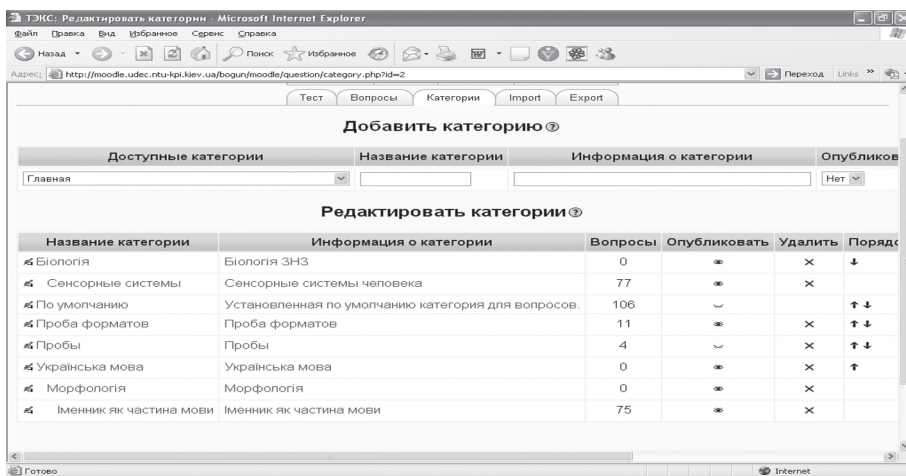 ТЭКС: Редактировать категории - Microsoft Internet Explorer
Файл Правка Вид Избранное Сервис Справка
Назад Поиск Избранное
Адрес: http://moodle.udec.ntu-kpi.kiev.ua/bogun/moodle/question/category.php?id=2 Переход Links »
Тест Вопросы Категории Import Export
Добавить категорию
Доступные категории Название категории Информация о категории Опубликов
Главная Нет
Редактировать категории
Название категории Информация о категории Вопросы Опубликовать Удалить Порядо
Біологія Біологія ЗНЗ 0
Сенсорные системы Сенсорные системы человека 77
По умолчанию Установленная по умолчанию категория для вопросов. 106
Проба форматов Проба форматов 11
Пробы Пробы 4
Українська мова Українська мова 0
Морфологія Морфологія 0
Іменник як частина мови Іменник як частина мови 75
Готово Internet